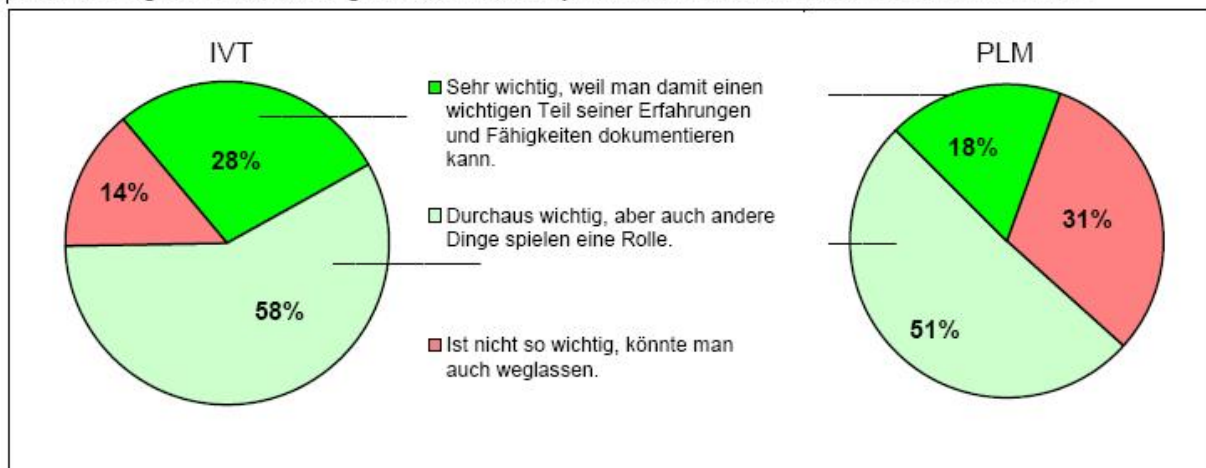 IVT
PLM
Sehr wichtig, weil man damit einen
wichtigen Teil seiner Erfahrungen
und Fähigkeiten dokumentieren
kann.
Durchaus wichtig, aber auch andere
Dinge spielen eine Rolle.
Ist nicht so wichtig, könnte man
auch weglassen.
28%
14%
58%
18%
31%
51%